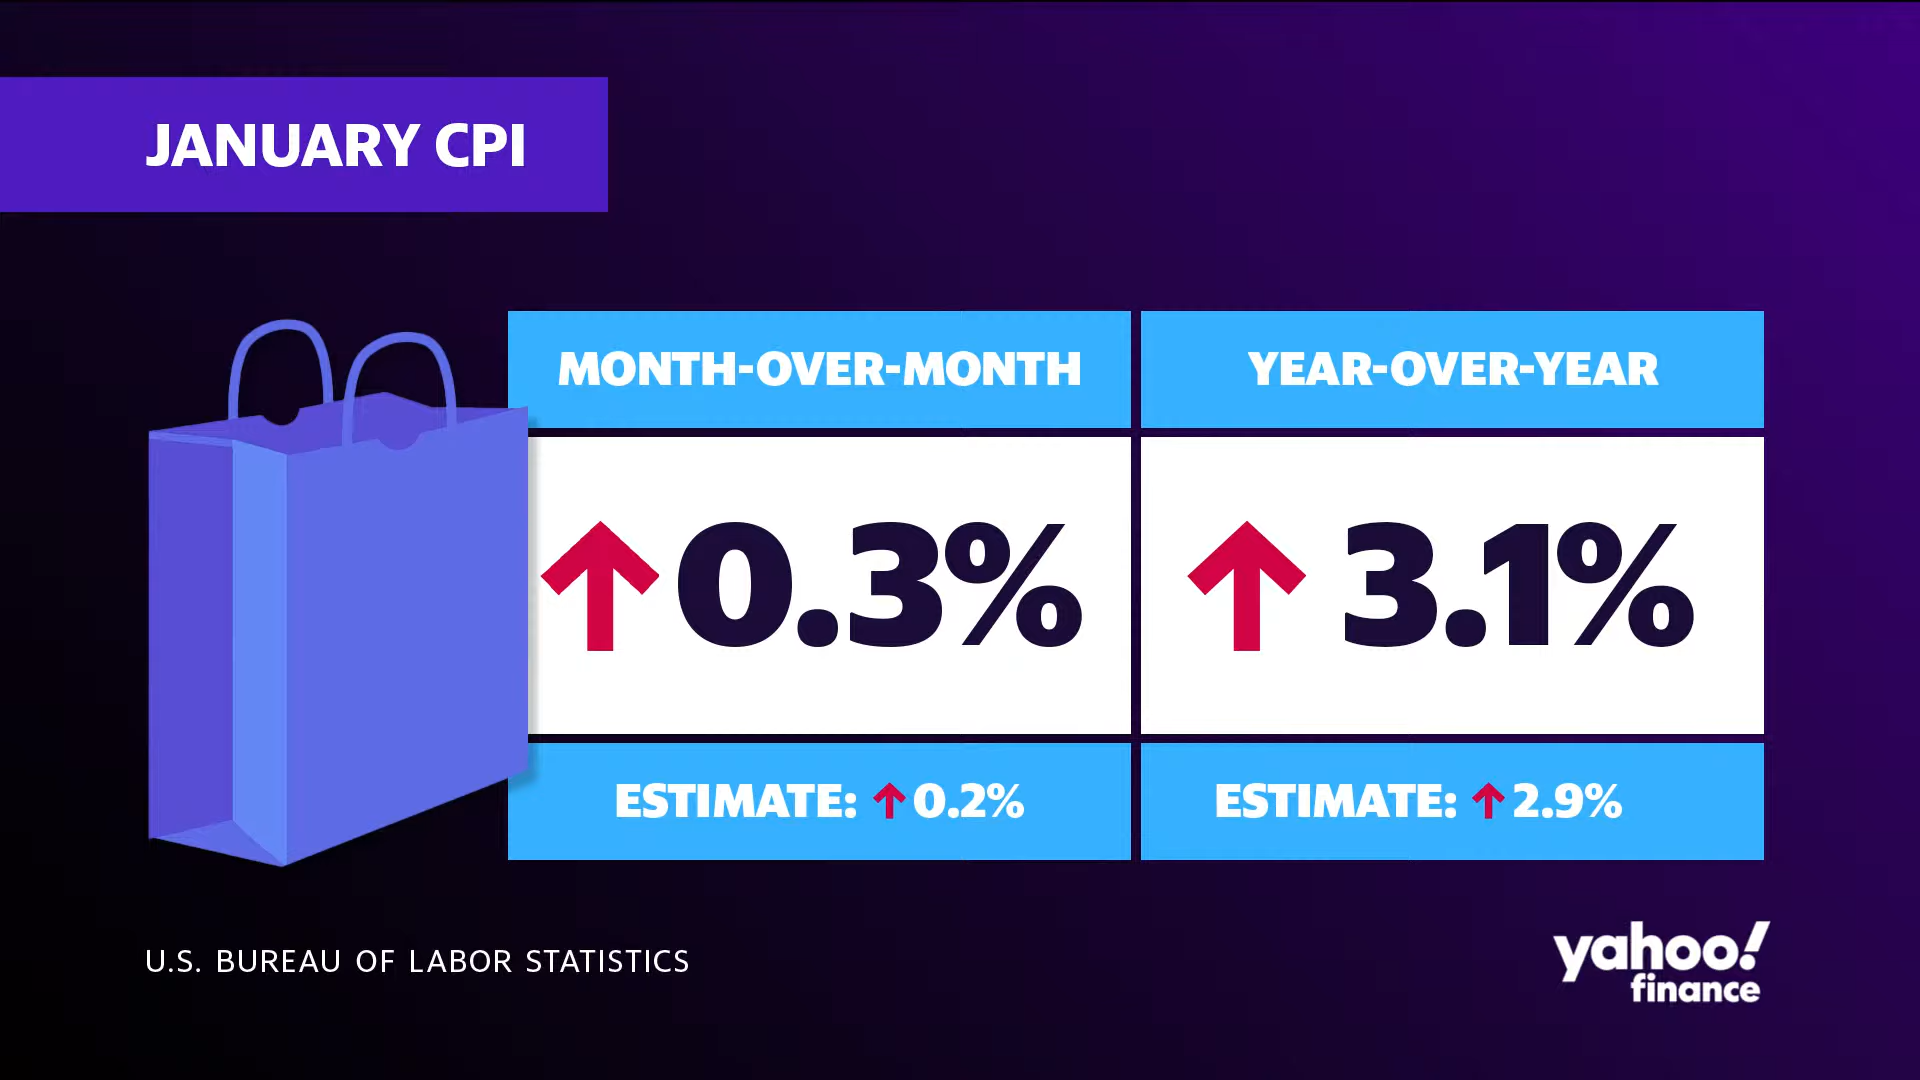 JANUARY CPI
MONTH-OVER-MONTH
YEAR-OVER-YEAR
↑0.3%
↑ 3.1%
ESTIMATE: ↑0.2%
ESTIMATE: ↑2.9%
U.S. BUREAU OF LABOR STATISTICS
yahoo!
finance